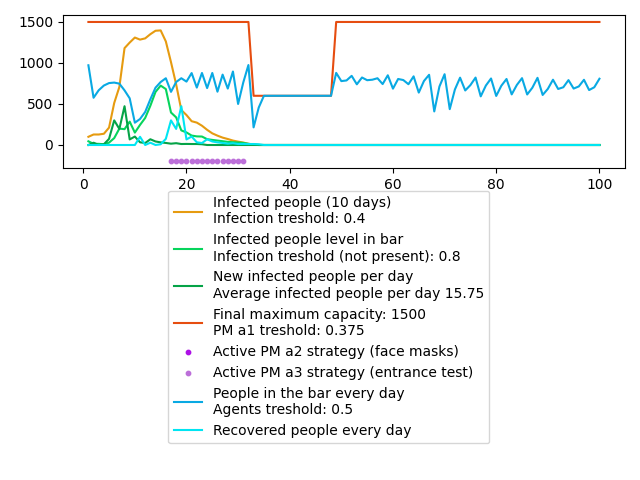 1500
1000
500
0
0 20 40 60 80 100
Infected people (10 days)
Infection treshold: 0.4
Infected people level in bar
Infection treshold (not present): 0.8
New infected people per day
Average infected people per day 15.75
Final maximum capacity: 1500
PM a1 treshold: 0.375
Active PM a2 strategy (face masks)
Active PM a3 strategy (entrance test)
People in the bar every day
Agents treshold: 0.5
Recovered people every day